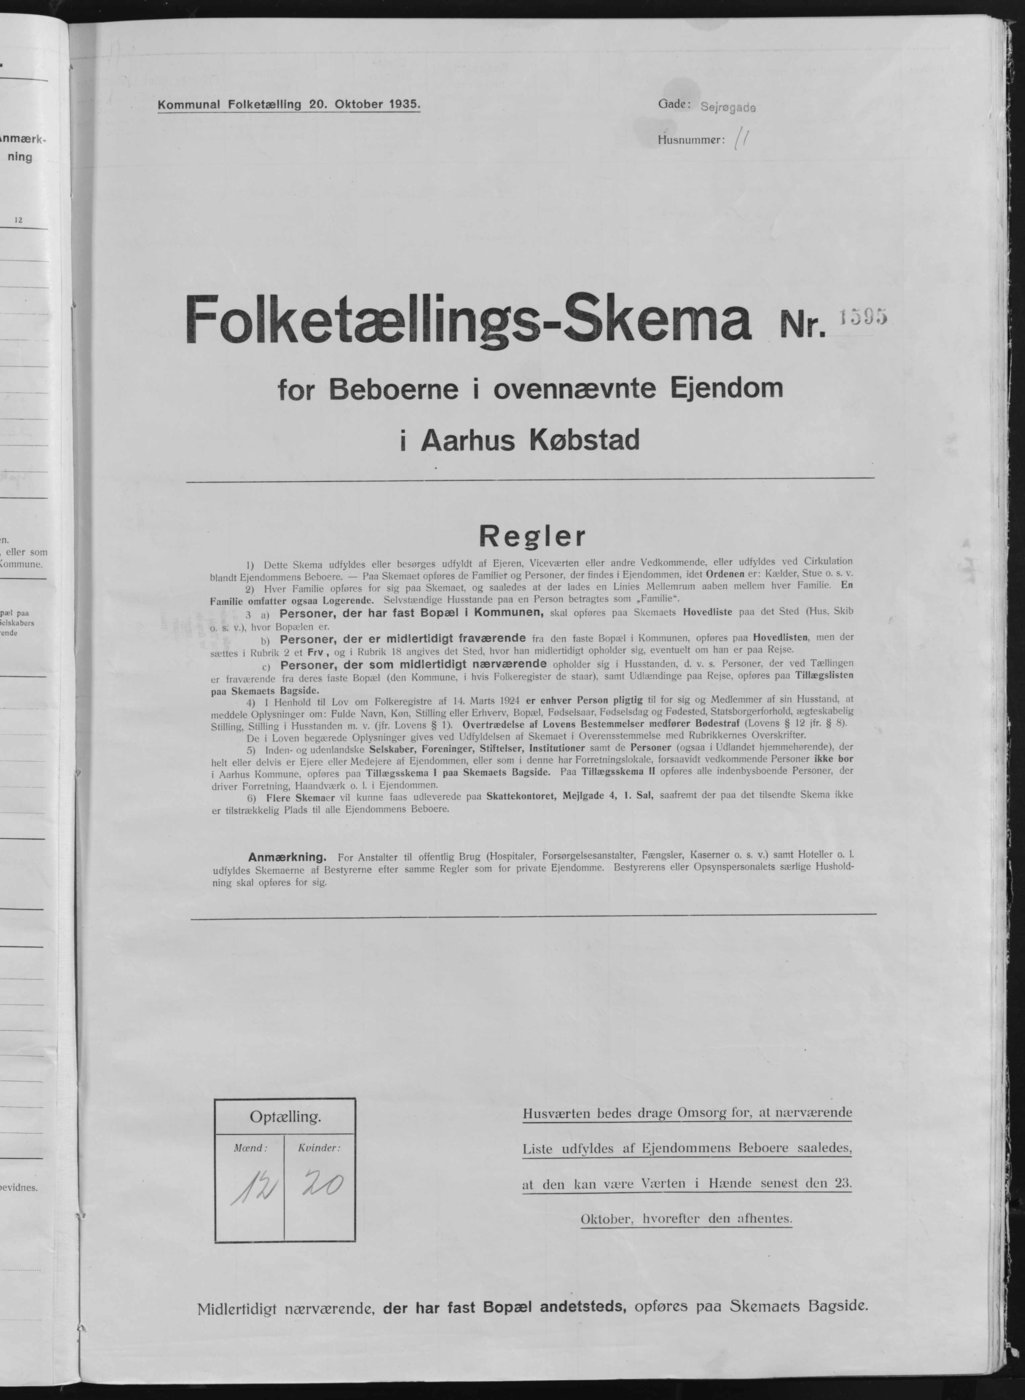 nmærk-
ning
12
en.
, eller som
Kommune.
pæl paa
Selskabers
ende
evidnes.
Kommunal Folketælling 20. Oktober 1935.
Gade: Sejrøgade
Husnummer: 11
Folketællings-Skema Nr. 1595
for Beboerne i ovennævnte Ejendom
i Aarhus Købstad
Regler
1) Dette Skema udfyldes eller besørges udfyldt af Ejeren, Viceværten eller andre Vedkommende, eller udfyldes ved Cirkulation
blandt Ejendommens Beboere. — Paa Skemaet opføres de Familier og Personer, der findes i Ejendommen, idet Ordenen er: Kælder, Stue o. s. v.
2) Hver Familie opføres for sig paa Skemaet, og saaledes at der lades en Linies Mellemrum aaben mellem hver Familie. En
Familie omfatter ogsaa Logerende. Selvstændige Husstande paa en Person betragtes som „Familie“.
3 a) Personer, der har fast Bopæl i Kommunen, skal opføres paa Skemaets Hovedliste paa det Sted (Hus, Skib
o. s. v.), hvor Bopælen er.
b) Personer, der er midlertidigt fraværende fra den faste Bopæl i Kommunen, opføres paa Hovedlisten, men der
sættes i Rubrik 2 et Frv, og i Rubrik 18 angives det Sted, hvor han midlertidigt opholder sig, eventuelt om han er paa Rejse.
c) Personer, der som midlertidigt nærværende opholder sig i Husstanden, d. v. s. Personer, der ved Tællingen
er fraværende fra deres faste Bopæl (den Kommune, i hvis Folkeregister de staar), samt Udlændinge paa Rejse, opføres paa Tillægslisten
paa Skemaets Bagside.
4) I Henhold til Lov om Folkeregistre af 14. Marts 1924 er enhver Person pligtig til for sig og Medlemmer af sin Husstand, at
meddele Oplysninger om: Fulde Navn, Køn, Stilling eller Erhverv, Bopæl, Fødselsaar, Fødselsdag og Fødested, Statsborgerforhold, ægteskabelig
Stilling, Stilling i Husstanden m. v. (jfr. Lovens § 1). Overtrædelse af Lovens Bestemmelser medfører Bødestraf (Lovens § 12 jfr. § 8).
De i Loven begærede Oplysninger gives ved Udfyldelsen af Skemaet i Overensstemmelse med Rubrikkernes Overskrifter.
5) Inden- og udenlandske Selskaber, Foreninger, Stiftelser, Institutioner samt de Personer (ogsaa i Udlandet hjemmehørende), der
helt eller delvis er Ejere eller Medejere af Ejendommen, eller som i denne har Forretningslokale, forsaavidt vedkommende Personer ikke bor
i Aarhus Kommune, opføres paa Tillægsskema I paa Skemaets Bagside. Paa Tillægsskema II opføres alle indenbysboende Personer, der
driver Forretning, Haandværk o. l. i Ejendommen.
6) Flere Skemaer vil kunne faas udleverede paa Skattekontoret, Mejlgade 4, 1. Sal, saafremt der paa det tilsendte Skema ikke
er tilstrækkelig Plads til alle Ejendommens Beboere.
Anmærkning. For Anstalter til offentlig Brug (Hospitaler, Forsørgelsesanstalter, Fængsler, Kaserner o. s. v.) samt Hoteller o. l.
udfyldes Skemaerne af Bestyrerne efter samme Regler som for private Ejendomme. Bestyrerens eller Opsynspersonalets særlige Hushold-
ning skal opføres for sig.
Optælling.
Mænd: Kvinder:
12 20
Husværten bedes drage Omsorg for, at nærværende
Liste udfyldes af Ejendommens Beboere saaledes,
at den kan være Værten i Hænde senest den 23.
Oktober, hvorefter den afhentes.
Midlertidigt nærværende, der har fast Bopæl andetsteds, opføres paa Skemaets Bagside.